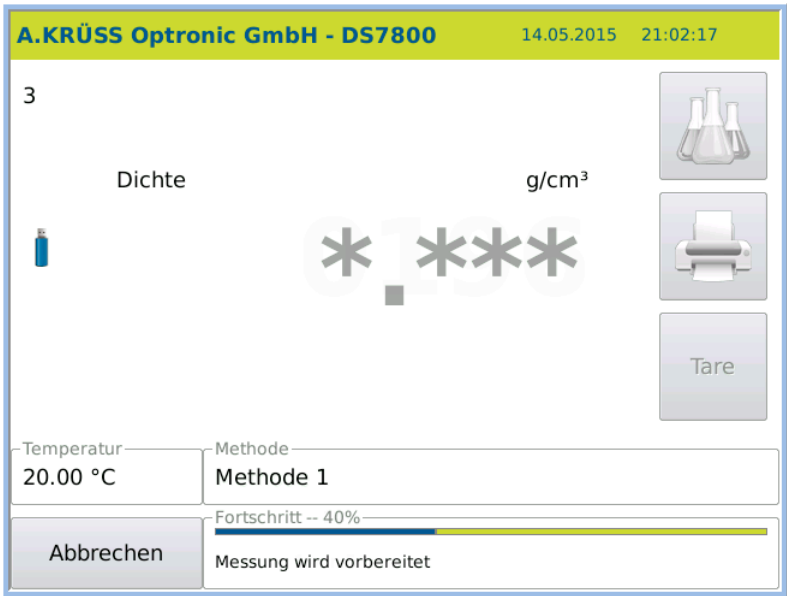 A.KRÜSS Optronic GmbH - DS7800 14.05.2015 21:02:17
3
Dichte g/cm³
*.***
Tare
Temperatur
20.00 °C
Methode
Methode 1
Abbrechen
Fortschritt -- 40%
Messung wird vorbereitet